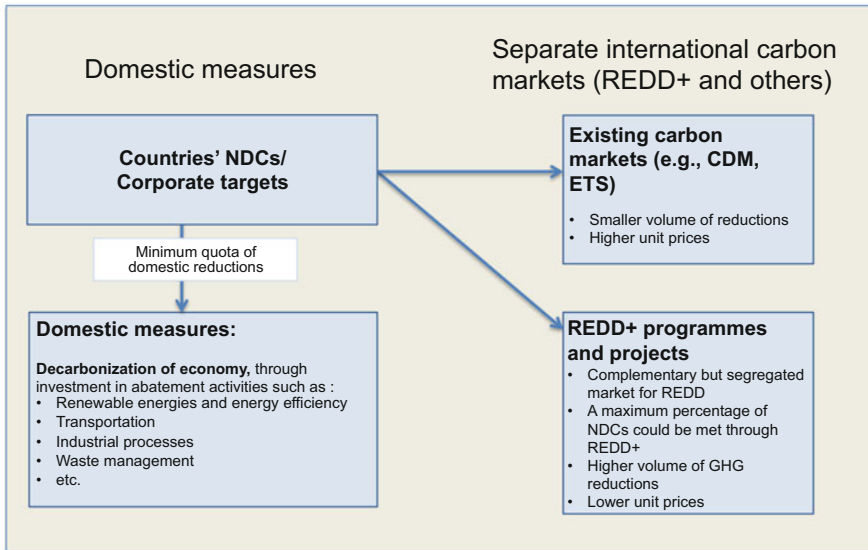 Domestic measures
Separate international carbon
markets (REDD+ and others)
Countries’ NDCs/
Corporate targets
Minimum quota of
domestic reductions
Domestic measures:
Decarbonization of economy, through
investment in abatement activities such as :
• Renewable energies and energy efficiency
• Transportation
• Industrial processes
• Waste management
• etc.
Existing carbon
markets (e.g., CDM,
ETS)
• Smaller volume of reductions
• Higher unit prices
REDD+ programmes
and projects
• Complementary but segregated
market for REDD
• A maximum percentage of
NDCs could be met through
REDD+
• Higher volume of GHG
reductions
• Lower unit prices